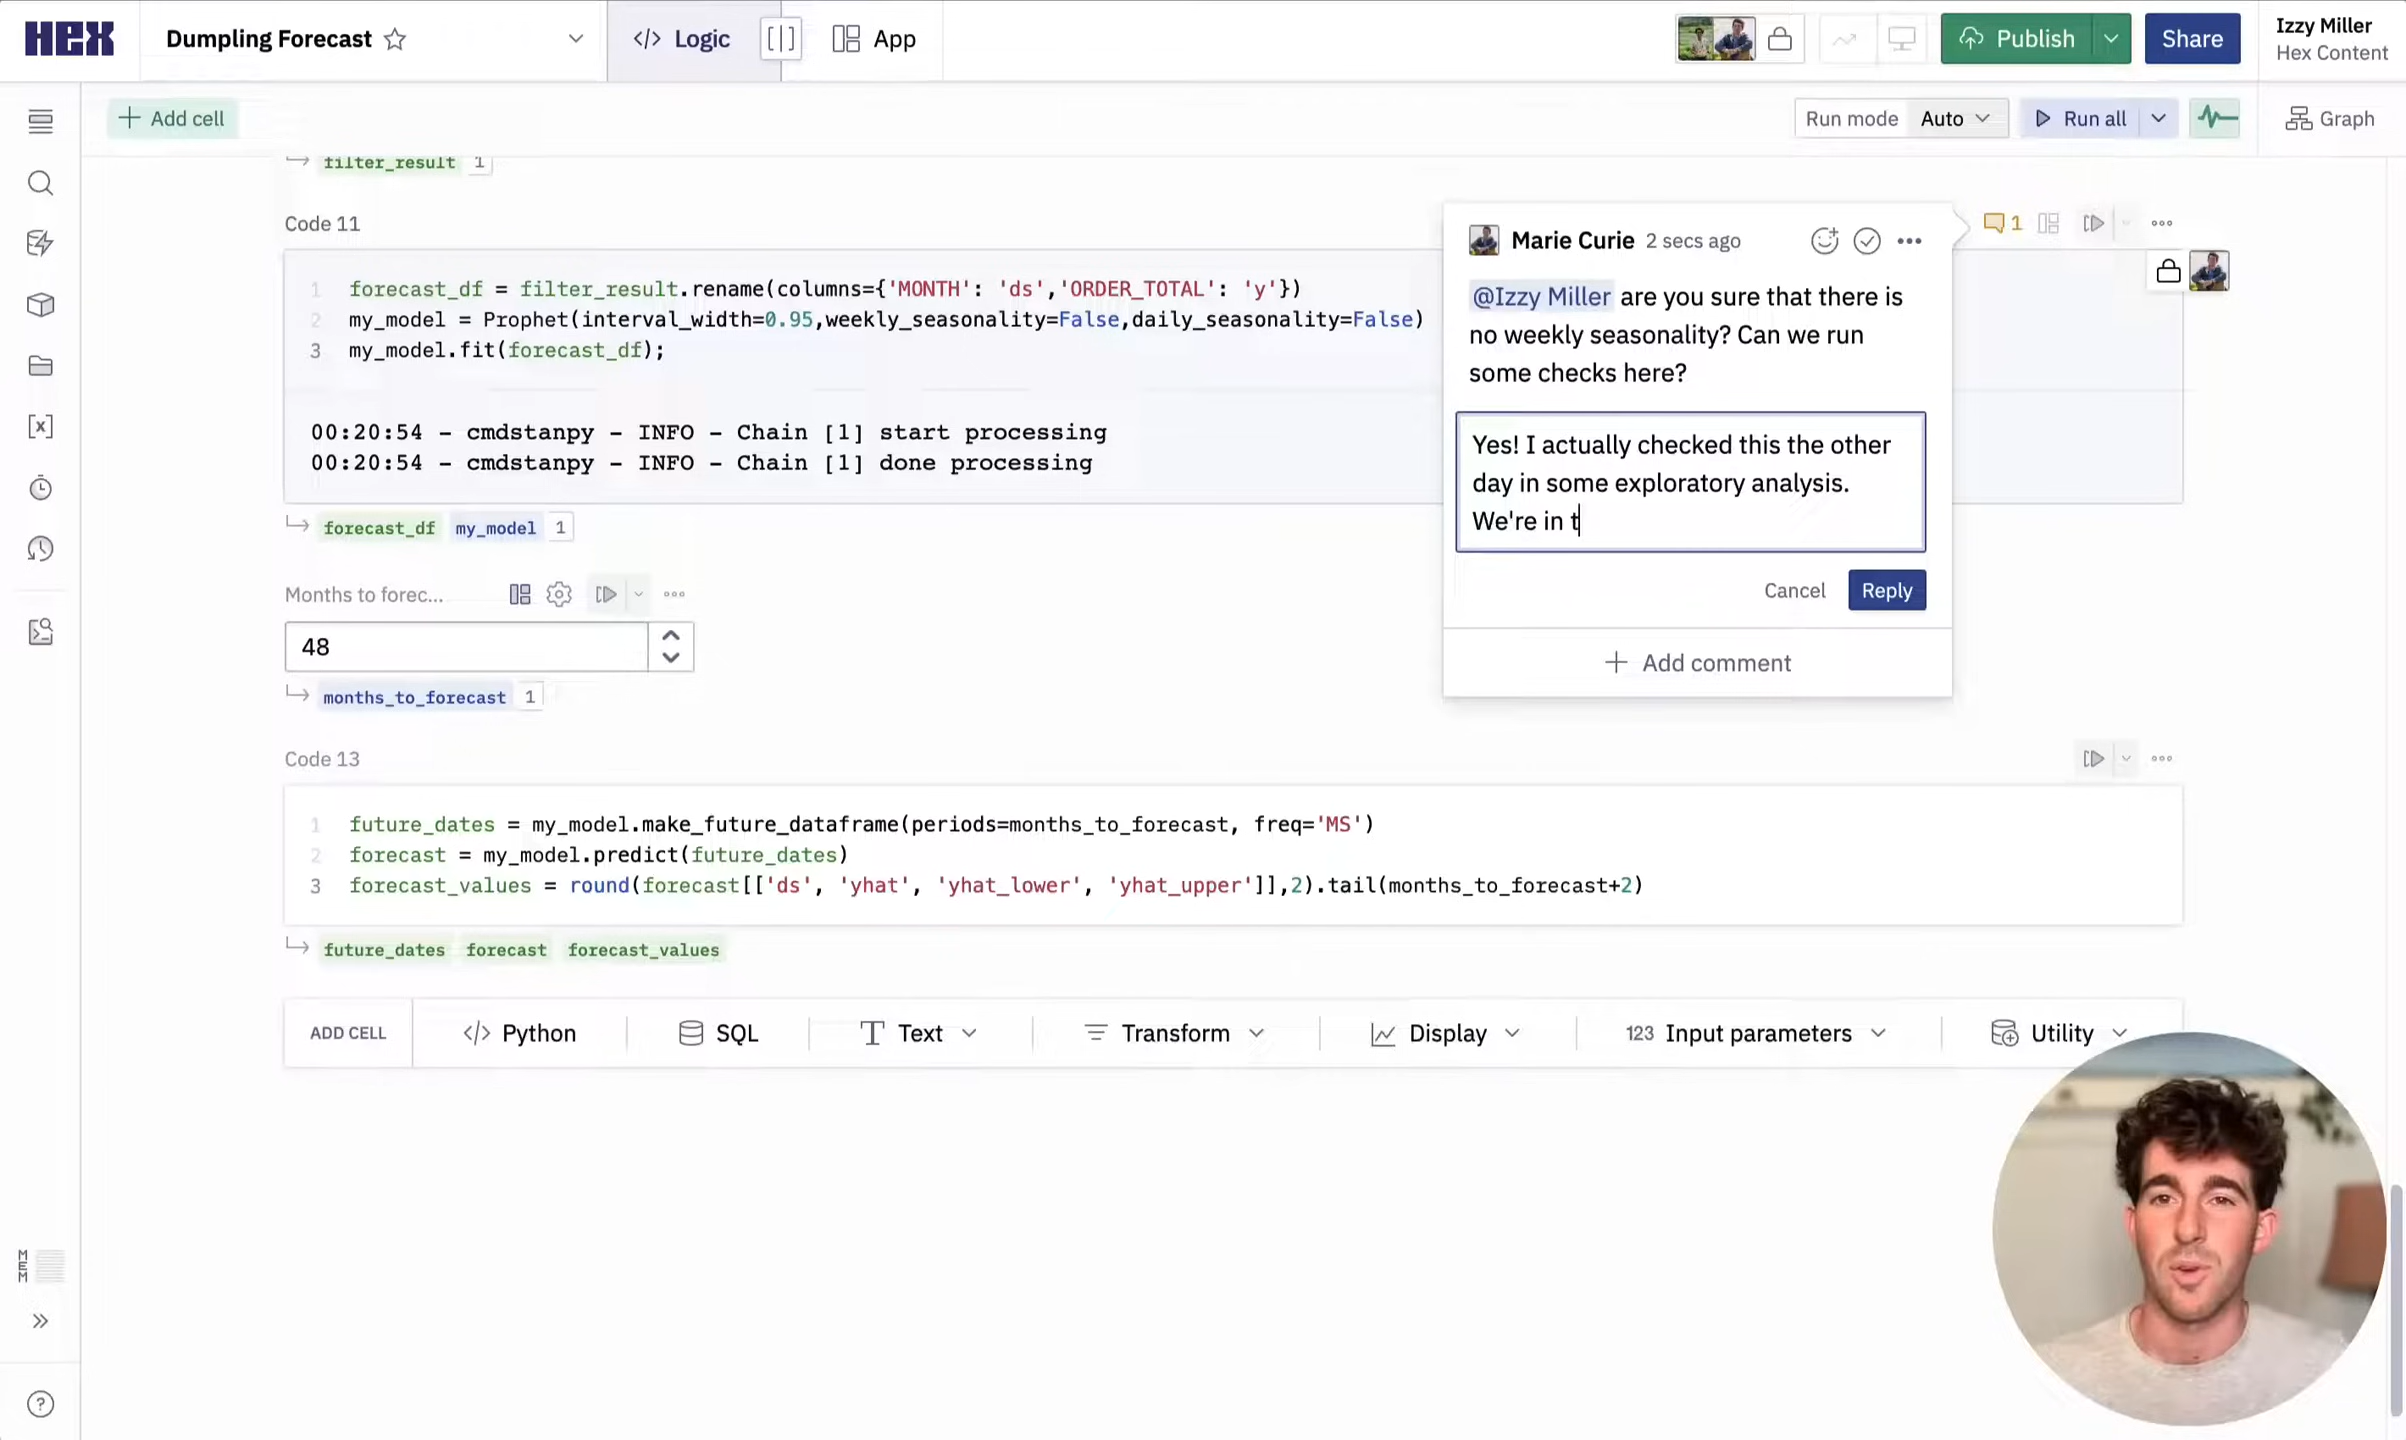 HEX
Dumpling Forecast
Logic
App
Publish
Share
Izzy Miller
Hex Content
Add cell
Run mode Auto
Run all
Graph
filter_result 1
Code 11
1 forecast_df = filter_result.rename(columns={'MONTH': 'ds','ORDER_TOTAL': 'y'})
2 my_model = Prophet(interval_width=0.95,weekly_seasonality=False,daily_seasonality=False)
3 my_model.fit(forecast_df);
00:20:54 - cmdstanpy - INFO - Chain [1] start processing
00:20:54 - cmdstanpy - INFO - Chain [1] done processing
forecast_df my_model 1
1
Marie Curie 2 secs ago
@Izzy Miller are you sure that there is
no weekly seasonality? Can we run
some checks here?
Yes! I actually checked this the other
day in some exploratory analysis.
We're in t
Cancel Reply
Add comment
Months to forec...
48
months_to_forecast 1
Code 13
1 future_dates = my_model.make_future_dataframe(periods=months_to_forecast, freq='MS')
2 forecast = my_model.predict(future_dates)
3 forecast_values = round(forecast[['ds', 'yhat', 'yhat_lower', 'yhat_upper']],2).tail(months_to_forecast+2)
future_dates forecast forecast_values
ADD CELL
Python
SQL
Text
Transform
Display
123 Input parameters
Utility
MEM